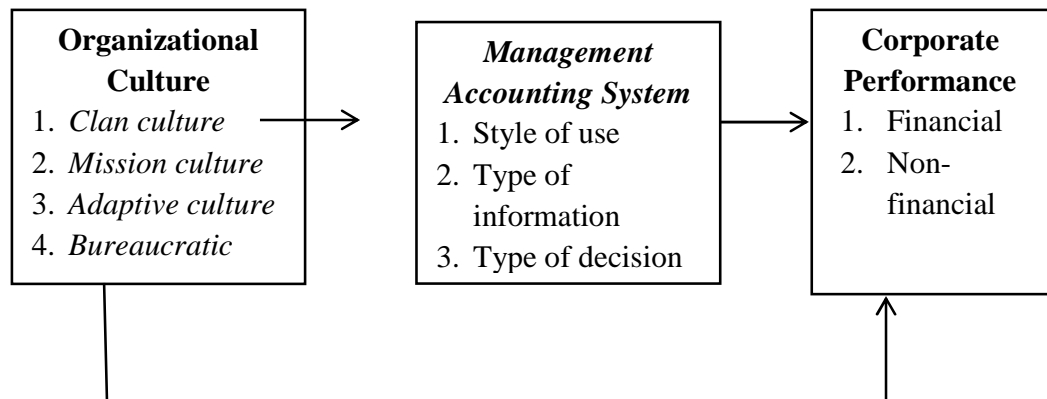 Organizational
Culture
1. Clan culture
2. Mission culture
3. Adaptive culture
4. Bureaucratic
Management
Accounting System
1. Style of use
2. Type of
information
3. Type of decision
Corporate
Performance
1. Financial
2. Non-
financial